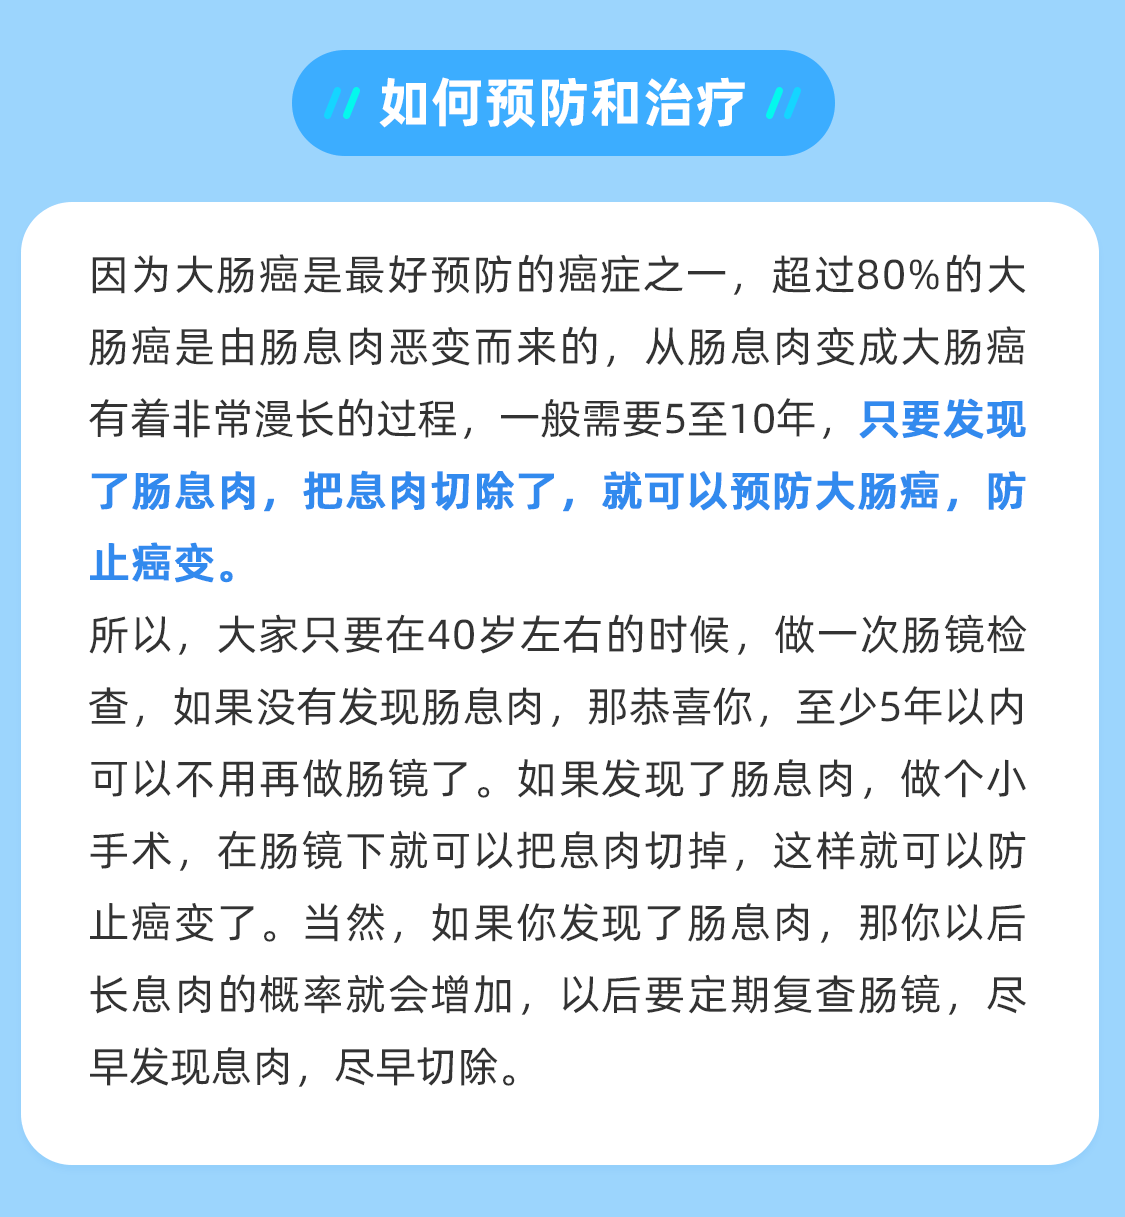 如何预防和治疗
因为大肠癌是最好预防的癌症之一，超过80%的大
肠癌是由肠息肉恶变而来的，从肠息肉变成大肠癌
有着非常漫长的过程，一般需要5至10年，只要发现
了肠息肉，把息肉切除了，就可以预防大肠癌，防
止癌变。
所以，大家只要在40岁左右的时候，做一次肠镜检
查，如果没有发现肠息肉，那恭喜你，至少5年以内
可以不用再做肠镜了。如果发现了肠息肉，做个小
手术，在肠镜下就可以把息肉切掉，这样就可以防
止癌变了。当然，如果你发现了肠息肉，那你以后
长息肉的概率就会增加，以后要定期复查肠镜，尽
早发现息肉，尽早切除。